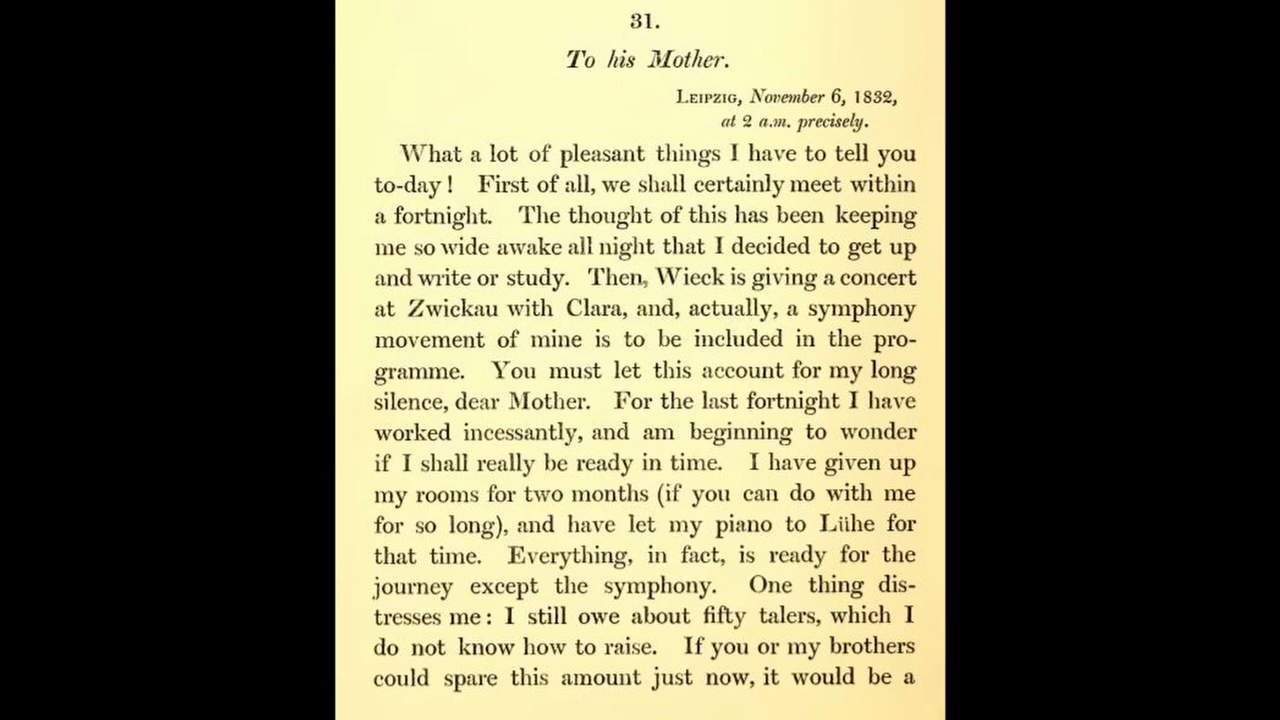 31.
To his Mother.
Leipzig, November 6, 1832,
at 2 a.m. precisely.
What a lot of pleasant things I have to tell you
to-day! First of all, we shall certainly meet within
a fortnight. The thought of this has been keeping
me so wide awake all night that I decided to get up
and write or study. Then, Wieck is giving a concert
at Zwickau with Clara, and, actually, a symphony
movement of mine is to be included in the pro-
gramme. You must let this account for my long
silence, dear Mother. For the last fortnight I have
worked incessantly, and am beginning to wonder
if I shall really be ready in time. I have given up
my rooms for two months (if you can do with me
for so long), and have let my piano to Lühe for
that time. Everything, in fact, is ready for the
journey except the symphony. One thing dis-
tresses me: I still owe about fifty talers, which I
do not know how to raise. If you or my brothers
could spare this amount just now, it would be a